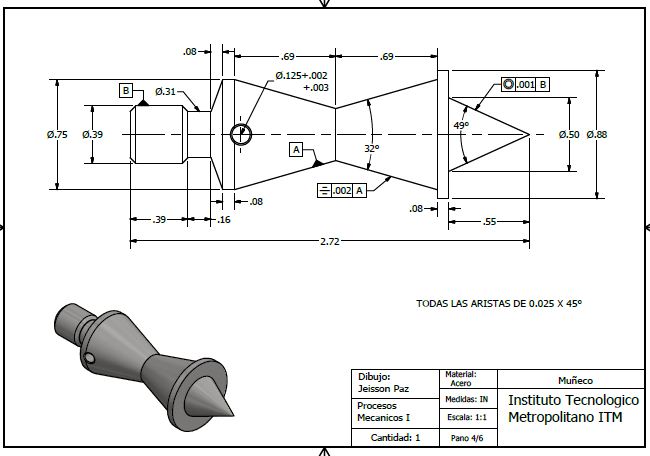 .08
.69
.69
Ø.125+.002
+.003
B
Ø.31
.001 B
Ø.75
Ø.39
49°
Ø.50
Ø.88
A
32°
.002 A
.08
.08
.39
.16
.55
2.72
TODAS LAS ARISTAS DE 0.025 X 45º
Dibujo:
Jeisson Paz
Material:
Acero
Muñeco
Procesos
Mecanicos I
Medidas: IN
Escala: 1:1
Instituto Tecnologico
Metropolitano ITM
Cantidad: 1
Pano 4/6